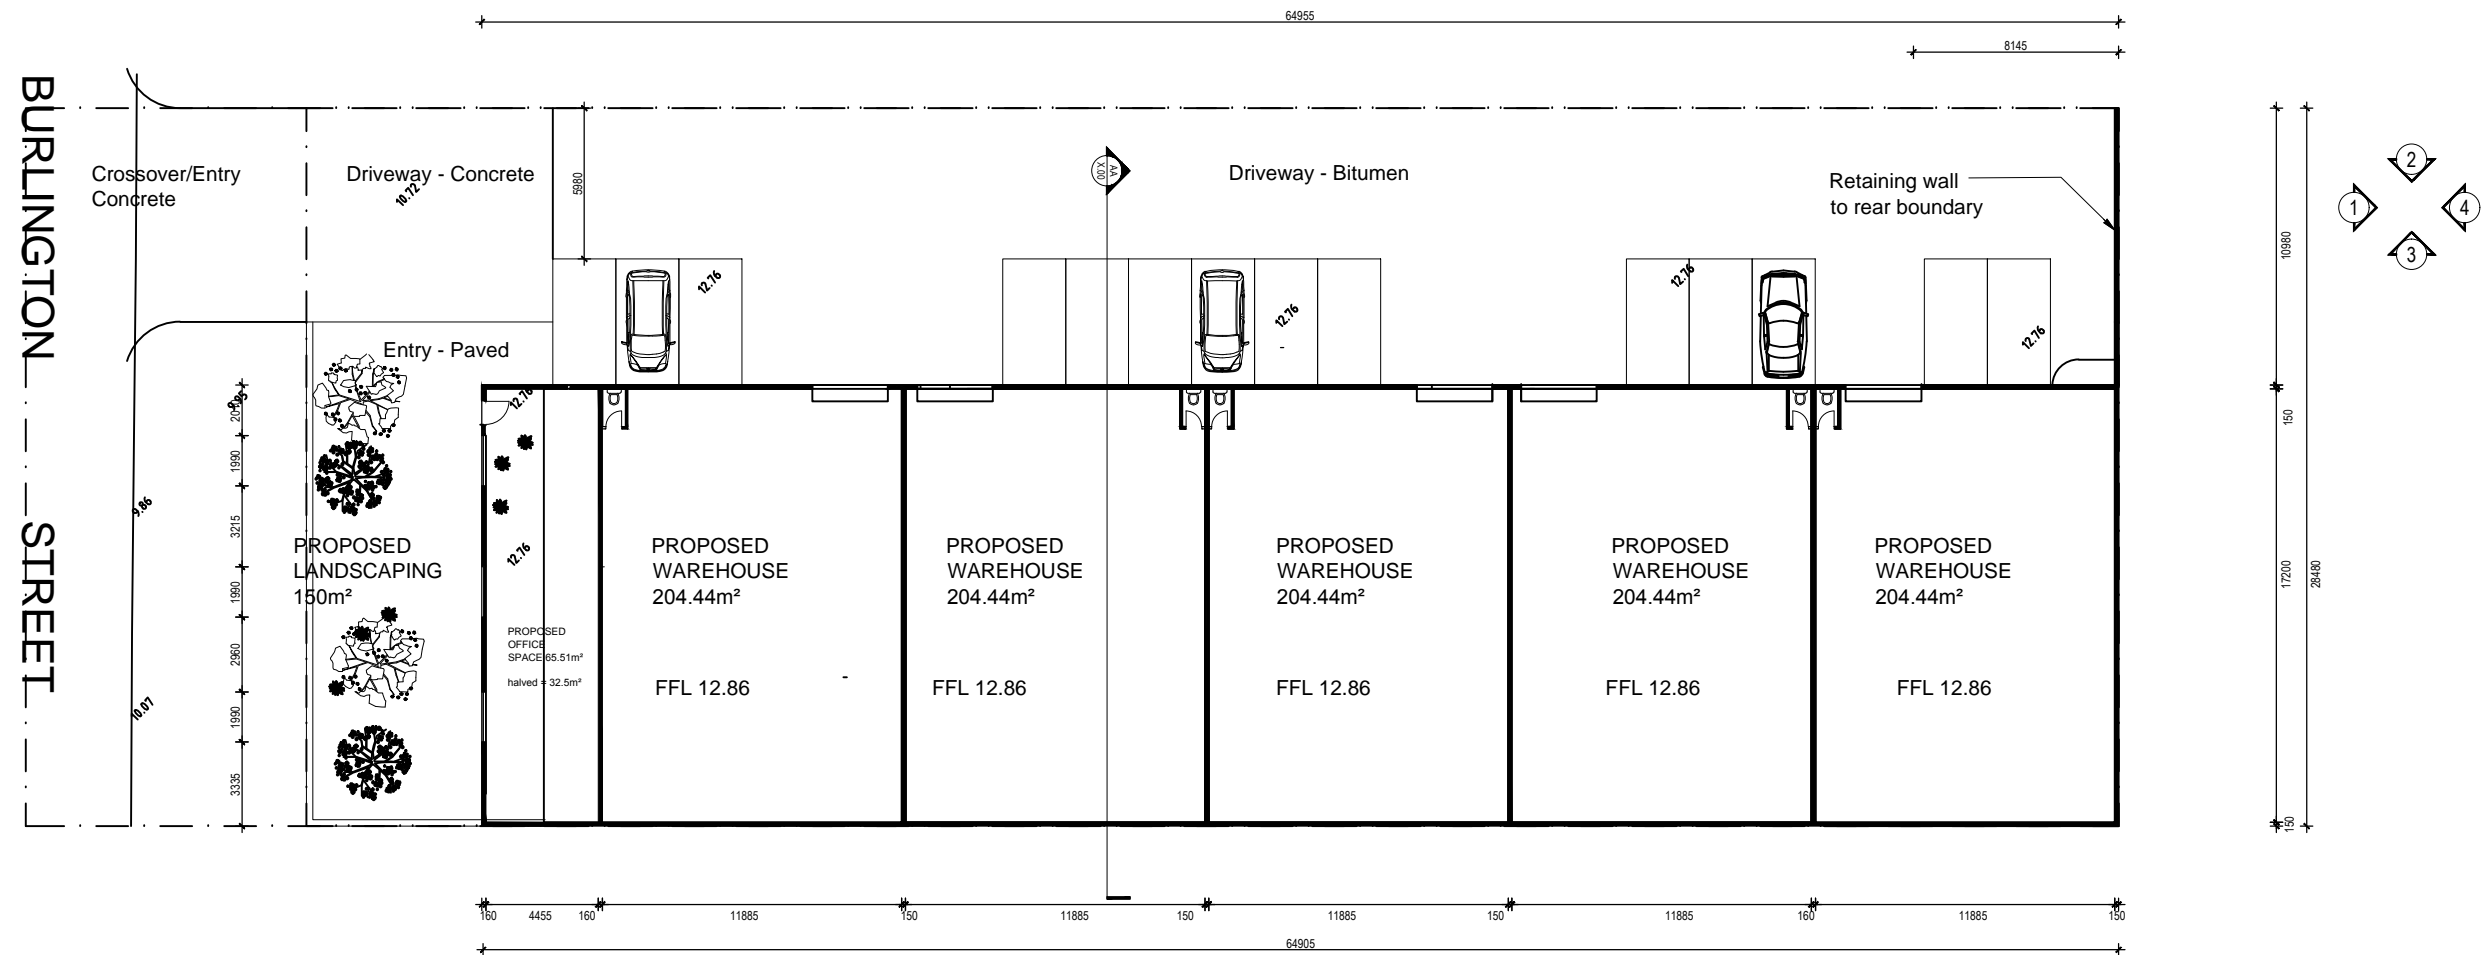 64955
8145
BURLINGTON STREET
Crossover/Entry
Concrete
Driveway - Concrete
10.72
5980
AA
X.00
Driveway - Bitumen
Retaining wall
to rear boundary
2
1
4
3
10980
12.76
12.76
12.76
12.76
Entry - Paved
9.95
12.76
150
1990
3215
1990
2960
1990
3335
9.86
10.07
12.76
PROPOSED
LANDSCAPING
150m²
PROPOSED
OFFICE
SPACE 65.51m²
halved = 32.5m²
PROPOSED
WAREHOUSE
204.44m²
FFL 12.86
PROPOSED
WAREHOUSE
204.44m²
FFL 12.86
PROPOSED
WAREHOUSE
204.44m²
FFL 12.86
PROPOSED
WAREHOUSE
204.44m²
FFL 12.86
PROPOSED
WAREHOUSE
204.44m²
FFL 12.86
17200
28480
150
160 4455 160 11885 150 11885 150 11885 150 11885 160 11885 150
64905